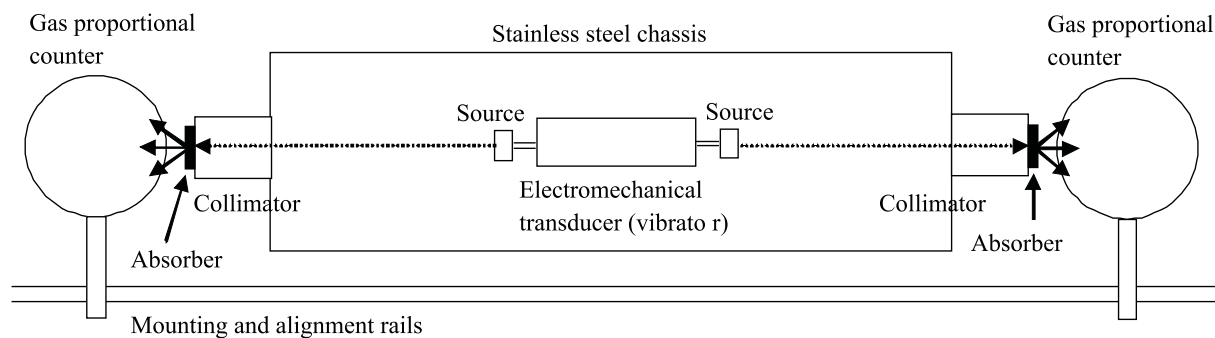 Gas proportional
counter
Stainless steel chassis
Gas proportional
counter
Source
Source
Electromechanical
transducer (vibrato r)
Collimator
Collimator
Absorber
Absorber
Mounting and alignment rails